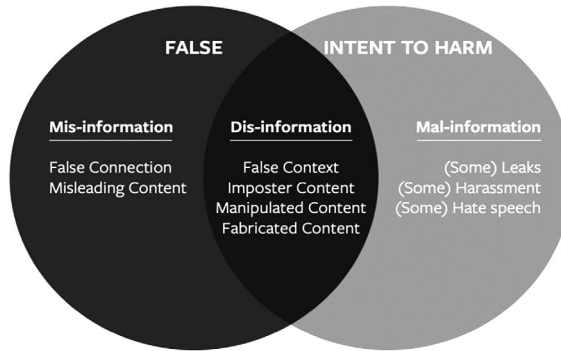 FALSE
INTENT TO HARM
Mis-information
False Connection
Misleading Content
Dis-information
False Context
Imposter Content
Manipulated Content
Fabricated Content
Mal-information
(Some) Leaks
(Some) Harassment
(Some) Hate speech